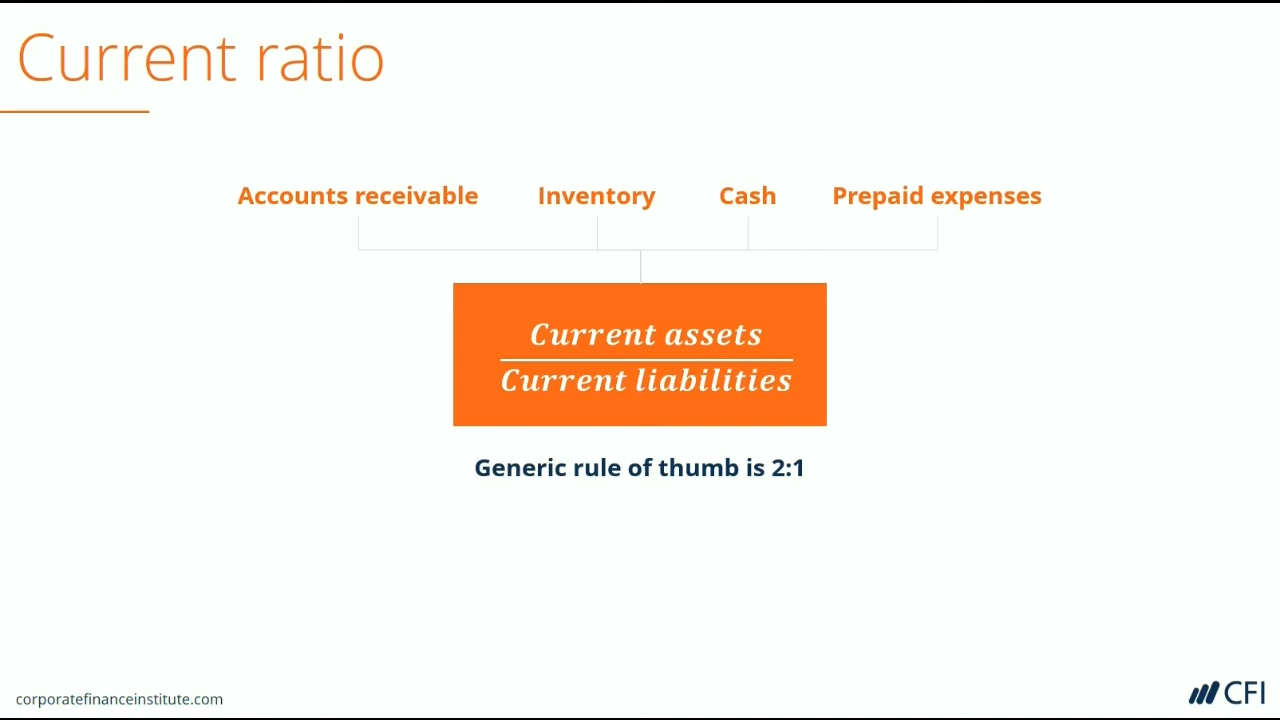 Current ratio
Accounts receivable Inventory Cash Prepaid expenses
Current assets
Current liabilities
Generic rule of thumb is 2:1
corporatefinanceinstitute.com
CFI